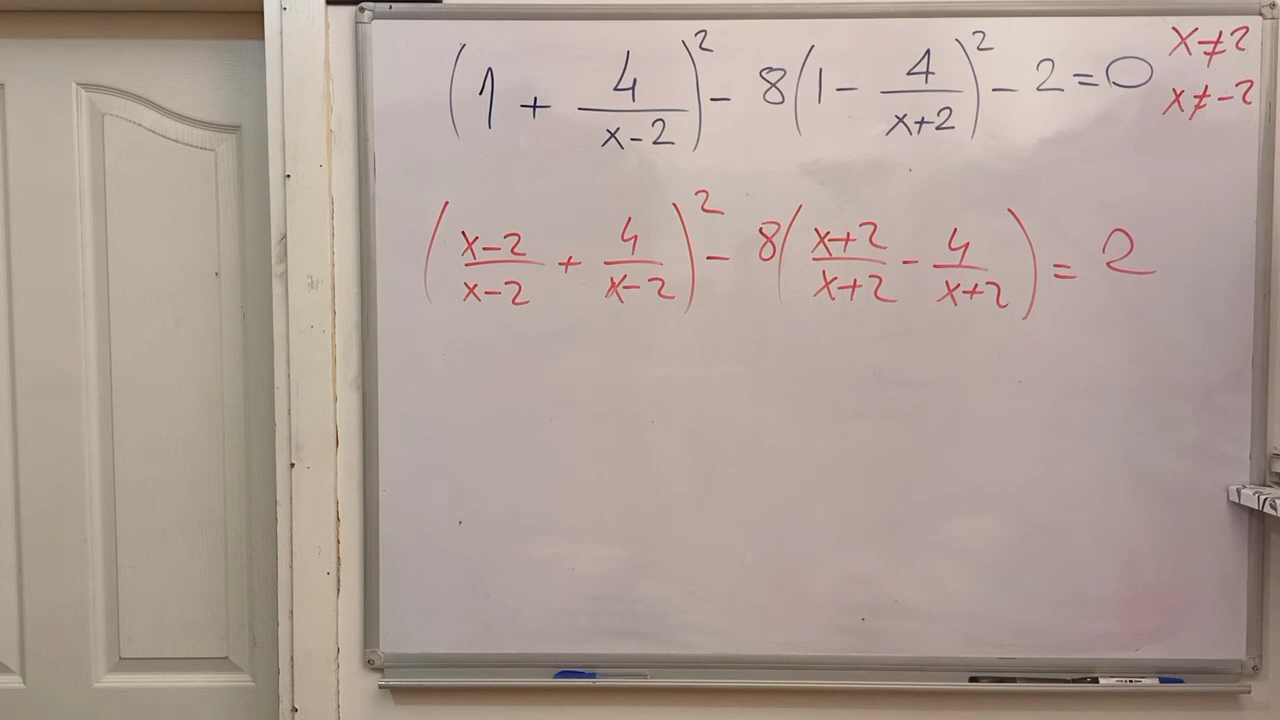 (1 + 4/(x-2))² - 8(1 - 4/(x+2))² - 2 = 0 x≠2
x≠-2
((x-2)/(x-2) + 4/(x-2))² - 8((x+2)/(x+2) - 4/(x+2)) = 2